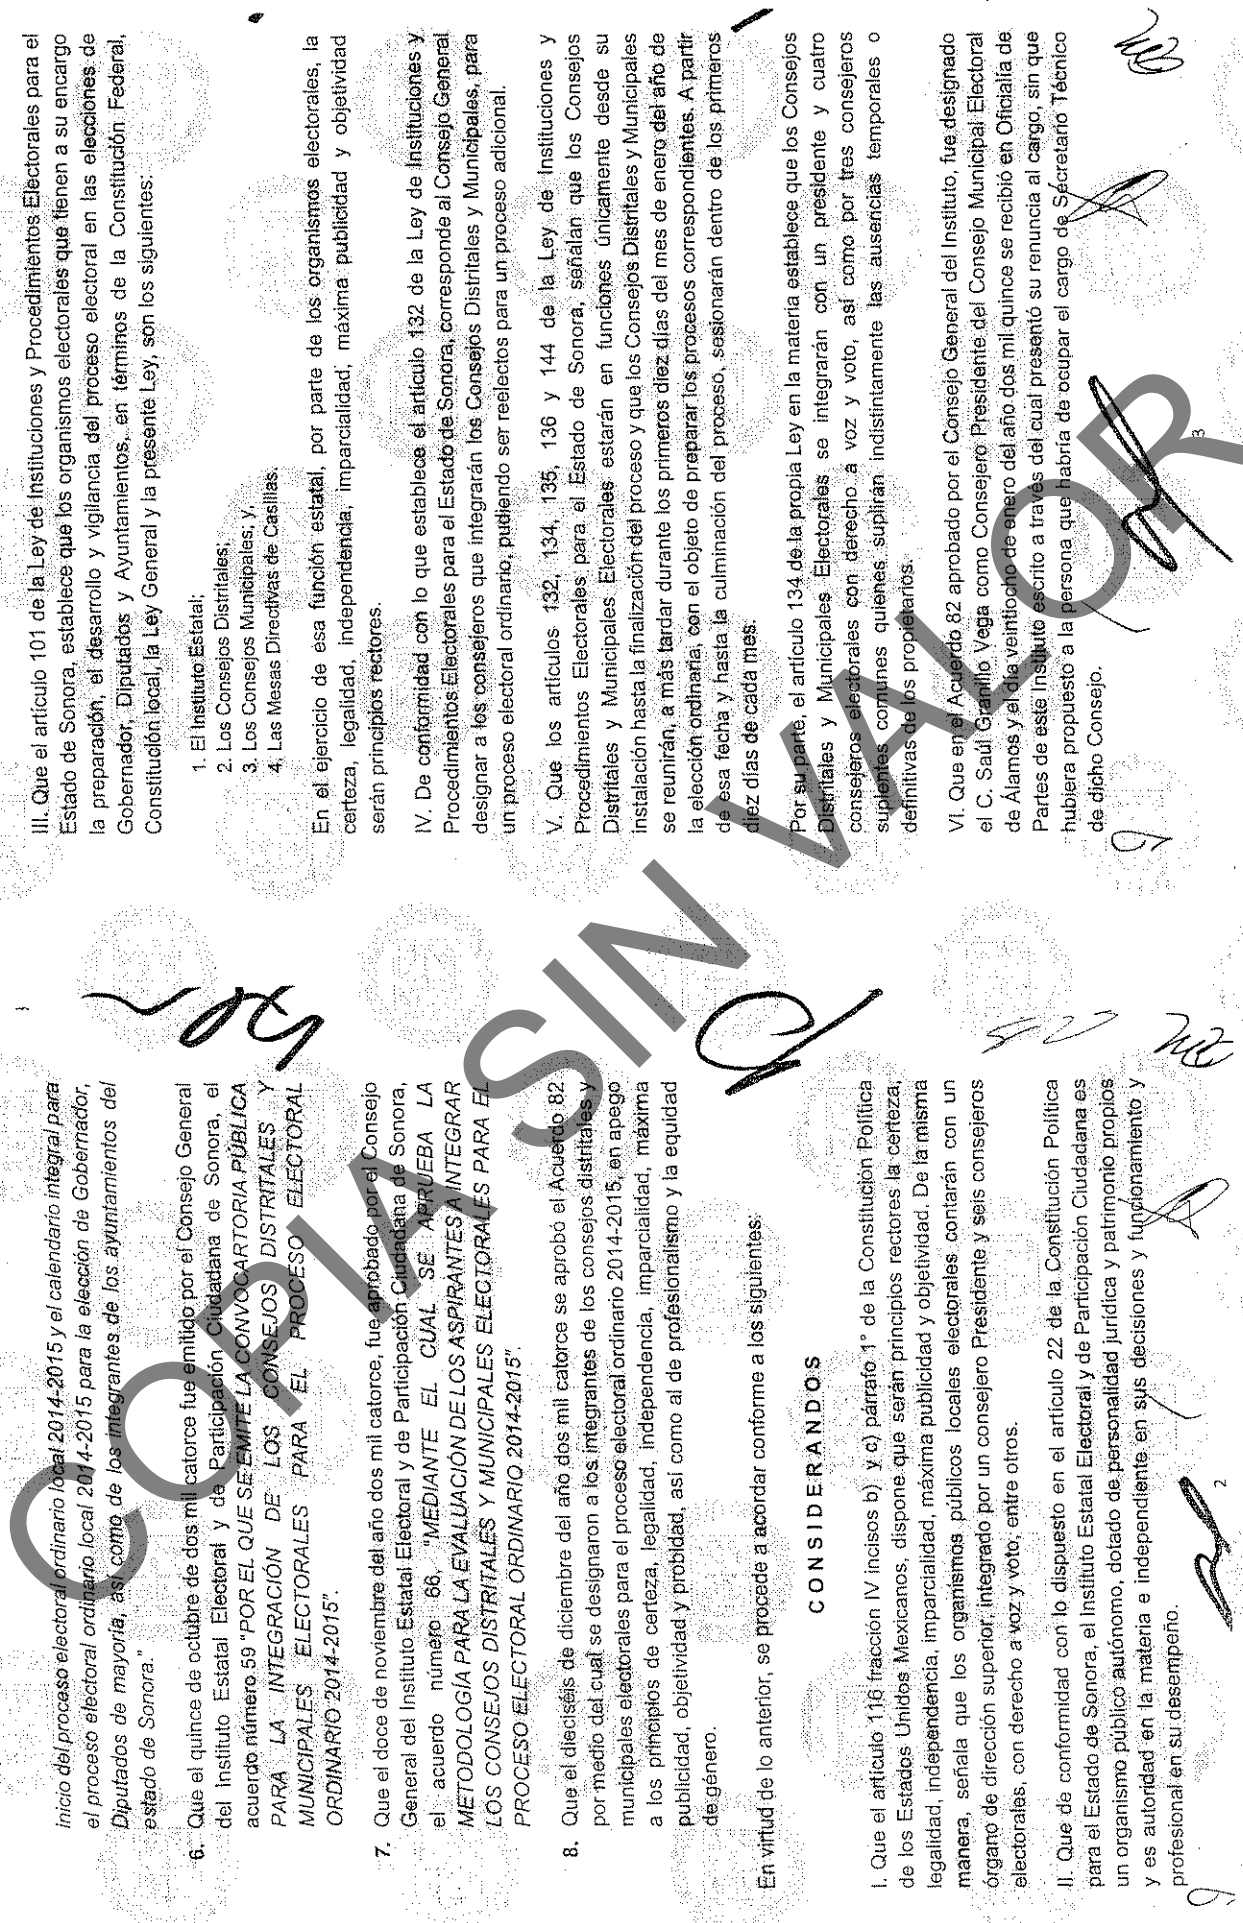 inicio del proceso electoral ordinario local 2014-2015 y el calendario integral para
el proceso electoral ordinario local 2014-2015 para la elección de Gobernador,
Diputados de mayoría, así como de los integrantes de los ayuntamientos del
estado de Sonora."
6. Que el quince de octubre de dos mil catorce fue emitido por el Consejo General
del Instituto Estatal Electoral y de Participación Ciudadana de Sonora, el
acuerdo número 59 "POR EL QUE SE EMITE LA CONVOCARTORIA PÚBLICA
PARA LA INTEGRACIÓN DE LOS CONSEJOS DISTRITALES Y
MUNICIPALES ELECTORALES PARA EL PROCESO ELECTORAL
ORDINARIO 2014-2015".
7. Que el doce de noviembre del año dos mil catorce, fue aprobado por el Consejo
General del Instituto Estatal Electoral y de Participación Ciudadana de Sonora,
el acuerdo número 66, "MEDIANTE EL CUAL SE APRUEBA LA
METODOLOGÍA PARA LA EVALUACIÓN DE LOS ASPIRANTES A INTEGRAR
LOS CONSEJOS DISTRITALES Y MUNICIPALES ELECTORALES PARA EL
PROCESO ELECTORAL ORDINARIO 2014-2015".
8. Que el dieciséis de diciembre del año dos mil catorce se aprobó el Acuerdo 82
por medio del cual se designaron a los integrantes de los consejos distritales y
municipales electorales para el proceso electoral ordinario 2014-2015, en apego
a los principios de certeza, legalidad, independencia, imparcialidad, máxima
publicidad, objetividad y probidad, así como al de profesionalismo y la equidad
de género.
En virtud de lo anterior, se procede a acordar conforme a los siguientes:
C O N S I D E R A N D O S
I. Que el artículo 116 fracción IV incisos b) y c) párrafo 1° de la Constitución Política
de los Estados Unidos Mexicanos, dispone que serán principios rectores la certeza,
legalidad, independencia, imparcialidad, máxima publicidad y objetividad. De la misma
manera, señala que los organismos públicos locales electorales contarán con un
órgano de dirección superior, integrado por un consejero Presidente y seis consejeros
electorales, con derecho a voz y voto, entre otros.
II. Que de conformidad con lo dispuesto en el artículo 22 de la Constitución Política
para el Estado de Sonora, el Instituto Estatal Electoral y de Participación Ciudadana es
un organismo público autónomo, dotado de personalidad jurídica y patrimonio propios
y es autoridad en la materia e independiente en sus decisiones y funcionamiento y
profesional en su desempeño.
2
III. Que el artículo 101 de la Ley de Instituciones y Procedimientos Electorales para el
Estado de Sonora, establece que los organismos electorales que tienen a su encargo
la preparación, el desarrollo y vigilancia del proceso electoral en las elecciones de
Gobernador, Diputados y Ayuntamientos, en términos de la Constitución Federal,
Constitución local, la Ley General y la presente Ley, son los siguientes:
1. El Instituto Estatal;
2. Los Consejos Distritales;
3. Los Consejos Municipales; y,
4. Las Mesas Directivas de Casillas.
En el ejercicio de esa función estatal, por parte de los organismos electorales, la
certeza, legalidad, independencia, imparcialidad, máxima publicidad y objetividad
serán principios rectores.
IV. De conformidad con lo que establece el artículo 132 de la Ley de Instituciones y
Procedimientos Electorales para el Estado de Sonora, corresponde al Consejo General
designar a los consejeros que integrarán los Consejo Distritales y Municipales, para
un proceso electoral ordinario, pudiendo ser reelectos para un proceso adicional.
V. Que los artículos 132, 134, 135, 136 y 144 de la Ley de Instituciones y
Procedimientos Electorales para el Estado de Sonora, señalan que los Consejos
Distritales y Municipales Electorales estarán en funciones únicamente desde su
instalación hasta la finalización del proceso y que los Consejos Distritales y Municipales
se reunirán, a más tardar durante los primeros diez días del mes de enero del año de
la elección ordinaria, con el objeto de preparar los procesos correspondientes. A partir
de esa fecha y hasta la culminación del proceso, sesionarán dentro de los primeros
diez días de cada mes.
Por su parte, el artículo 134 de la propia Ley en la materia establece que los Consejos
Distritales y Municipales Electorales se integrarán con un presidente y cuatro
consejeros electorales con derecho a voz y voto, así como por tres consejeros
suplentes comunes quienes suplirán indistintamente las ausencias temporales o
definitivas de los propietarios.
VI. Que en el Acuerdo 82 aprobado por el Consejo General del Instituto, fue designado
el C. Saúl Granillo Vega como Consejero Presidente del Consejo Municipal Electoral
de Álamos y el día veintiocho de enero del año dos mil quince se recibió en Oficialía de
Partes de este Instituto escrito a través del cual presentó su renuncia al cargo, sin que
hubiera propuesto a la persona que habría de ocupar el cargo de Secretario Técnico
de dicho Consejo.
3
COPIA SIN VALOR